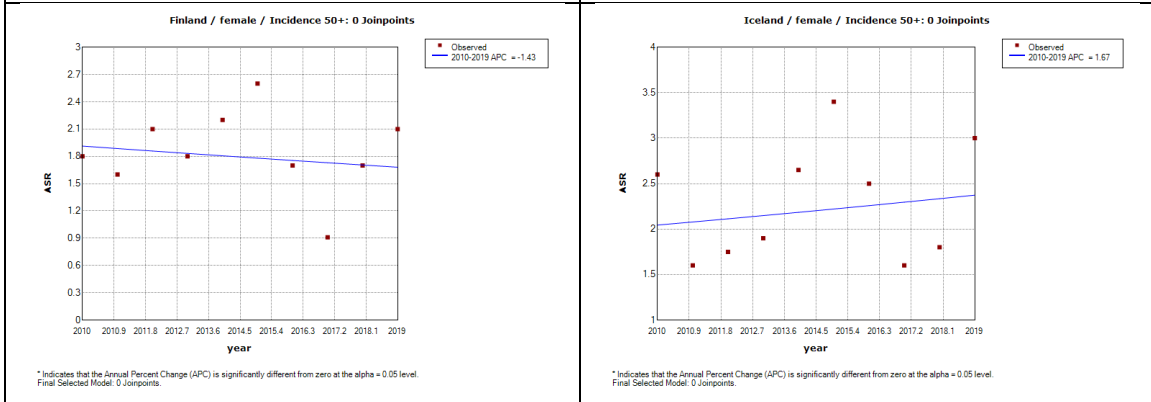 Finland / female / Incidence 50+: 0 Joinpoints
3
2.7
2.4
2.1
1.8
1.5
1.2
0.9
0.6
0.3
0
ASR
2010 2010.9 2011.8 2012.7 2013.6 2014.5 2015.4 2016.3 2017.2 2018.1 2019
year
Observed
2010-2019 APC = -1.43
* Indicates that the Annual Percent Change (APC) is significantly different from zero at the alpha = 0.05 level.
Final Selected Model: 0 Joinpoints.
Iceland / female / Incidence 50+: 0 Joinpoints
4
3.5
3
2.5
2
1.5
1
ASR
2010 2010.9 2011.8 2012.7 2013.6 2014.5 2015.4 2016.3 2017.2 2018.1 2019
year
Observed
2010-2019 APC = 1.67
* Indicates that the Annual Percent Change (APC) is significantly different from zero at the alpha = 0.05 level.
Final Selected Model: 0 Joinpoints.